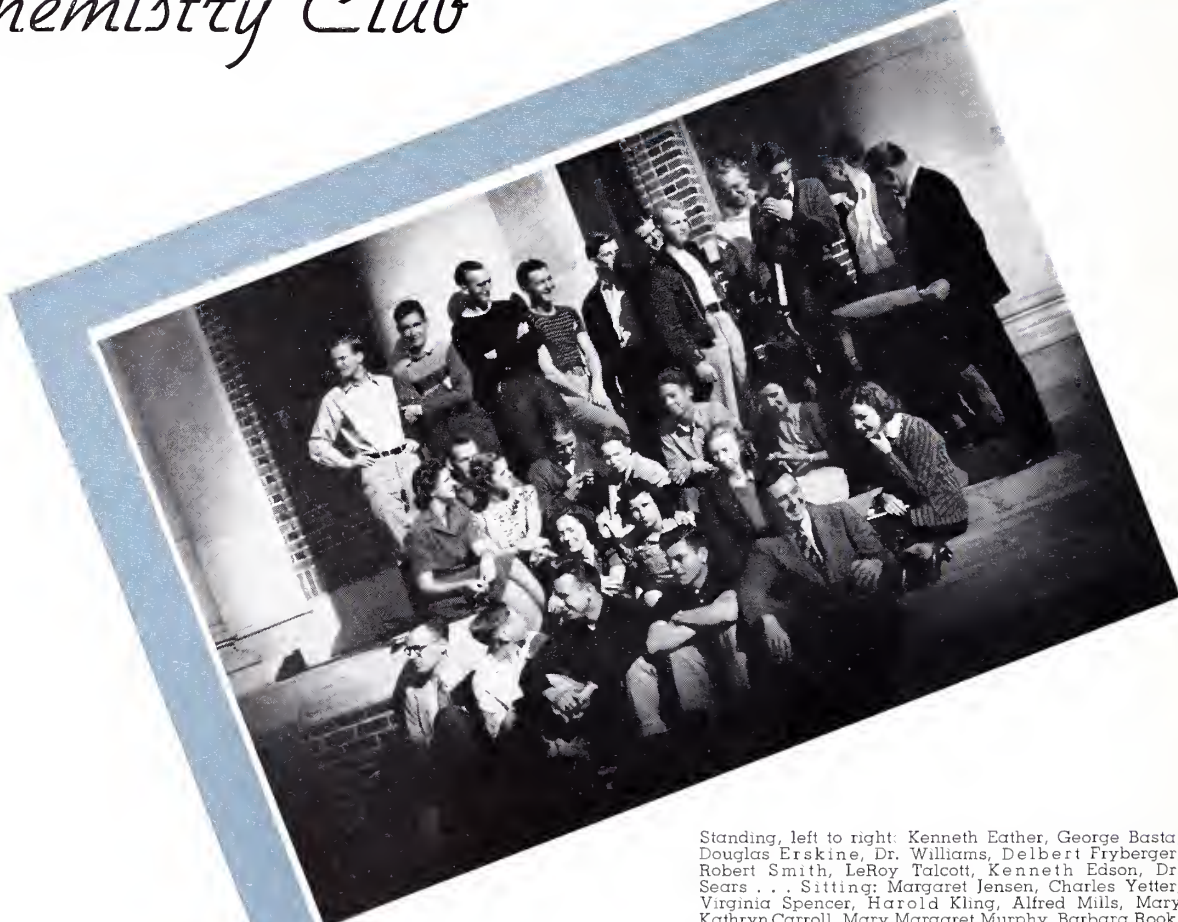 hemistry Club
Standing, left to right: Kenneth Eather, George Basta
Douglas Erskine, Dr. Williams, Delbert Fryberger
Robert Smith, LeRoy Talcott, Kenneth Edson, Dr
Sears . . . Sitting: Margaret Jensen, Charles Yetter,
Virginia Spencer, Harold Kling, Alfred Mills, Mary
Kathryn Carroll, Mary Margaret Murphy, Barbara Rook